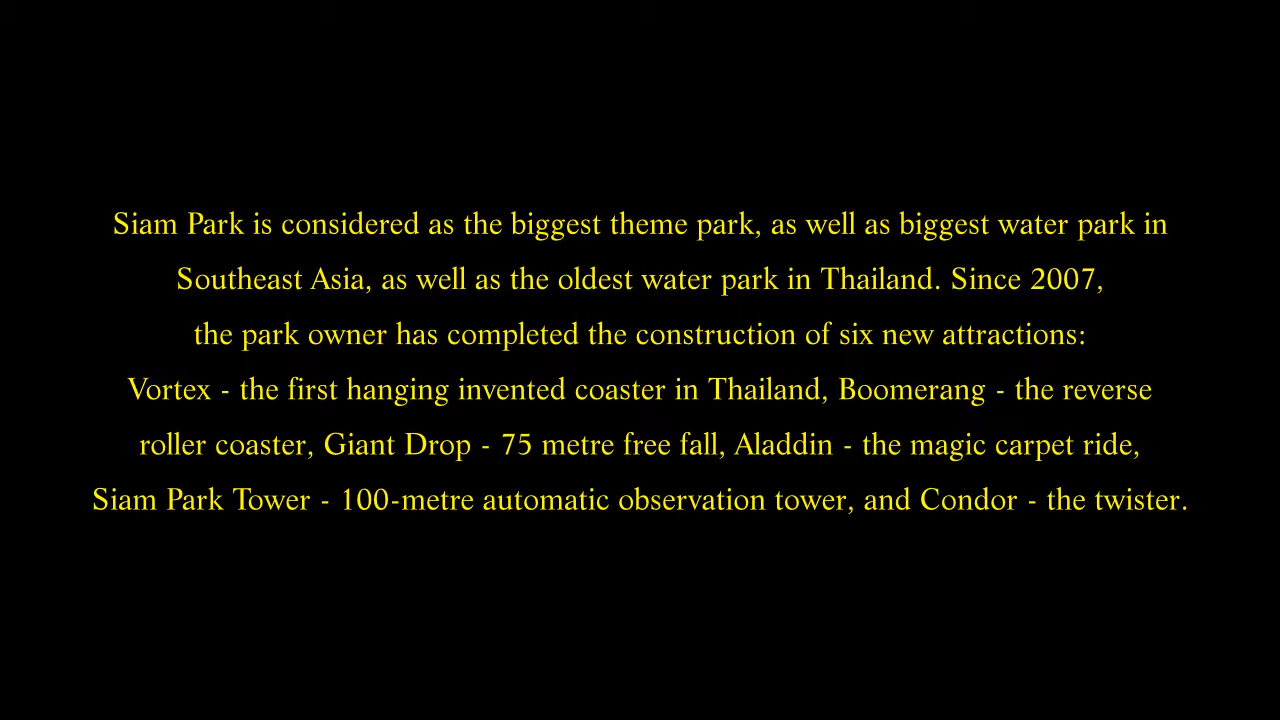 Siam Park is considered as the biggest theme park, as well as biggest water park in
Southeast Asia, as well as the oldest water park in Thailand. Since 2007,
the park owner has completed the construction of six new attractions:
Vortex - the first hanging invented coaster in Thailand, Boomerang - the reverse
roller coaster, Giant Drop - 75 metre free fall, Aladdin - the magic carpet ride,
Siam Park Tower - 100-metre automatic observation tower, and Condor - the twister.